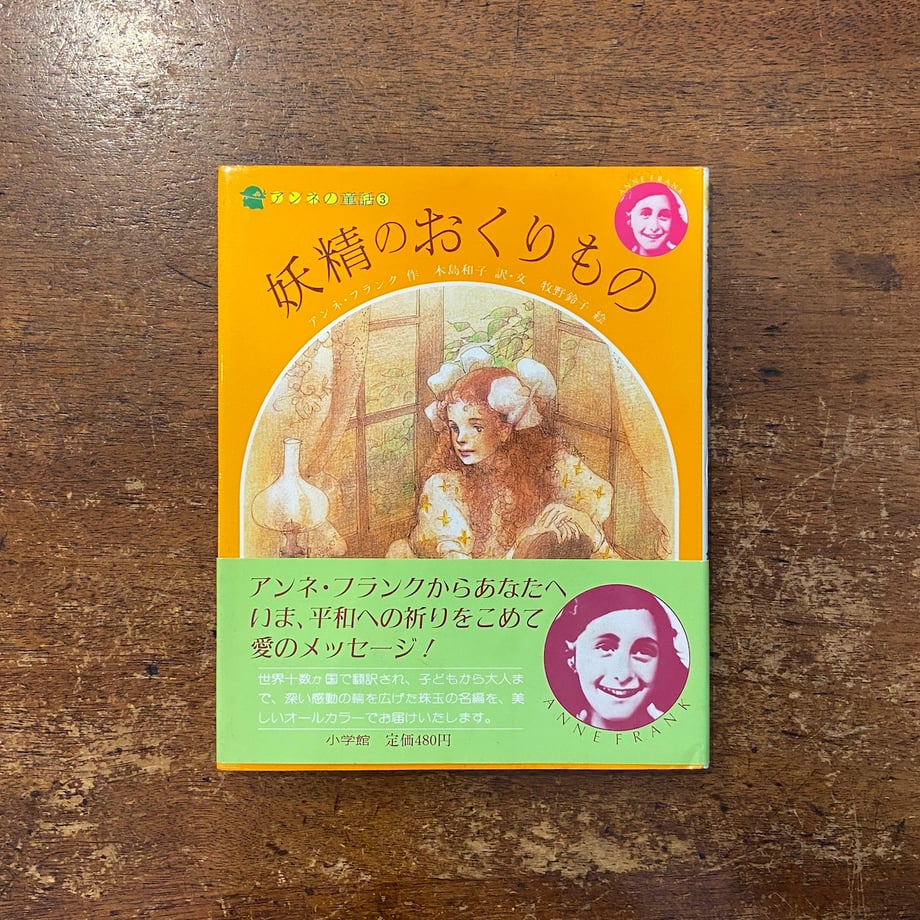 アンネの童話3
ANNE FRANK
妖精のおくりもの
アンネ・フランク 作 木島和子 訳・文 牧野鈴子 絵
アンネ・フランクからあなたへ
いま、平和への祈りをこめて
愛のメッセージ！
世界十数ヵ国で翻訳され、子どもから大人ま
で、深い感動の輪を広げた珠玉の名編を、美
しいオールカラーでお届けいたします。
小学館 定価480円
ANNE FRANK